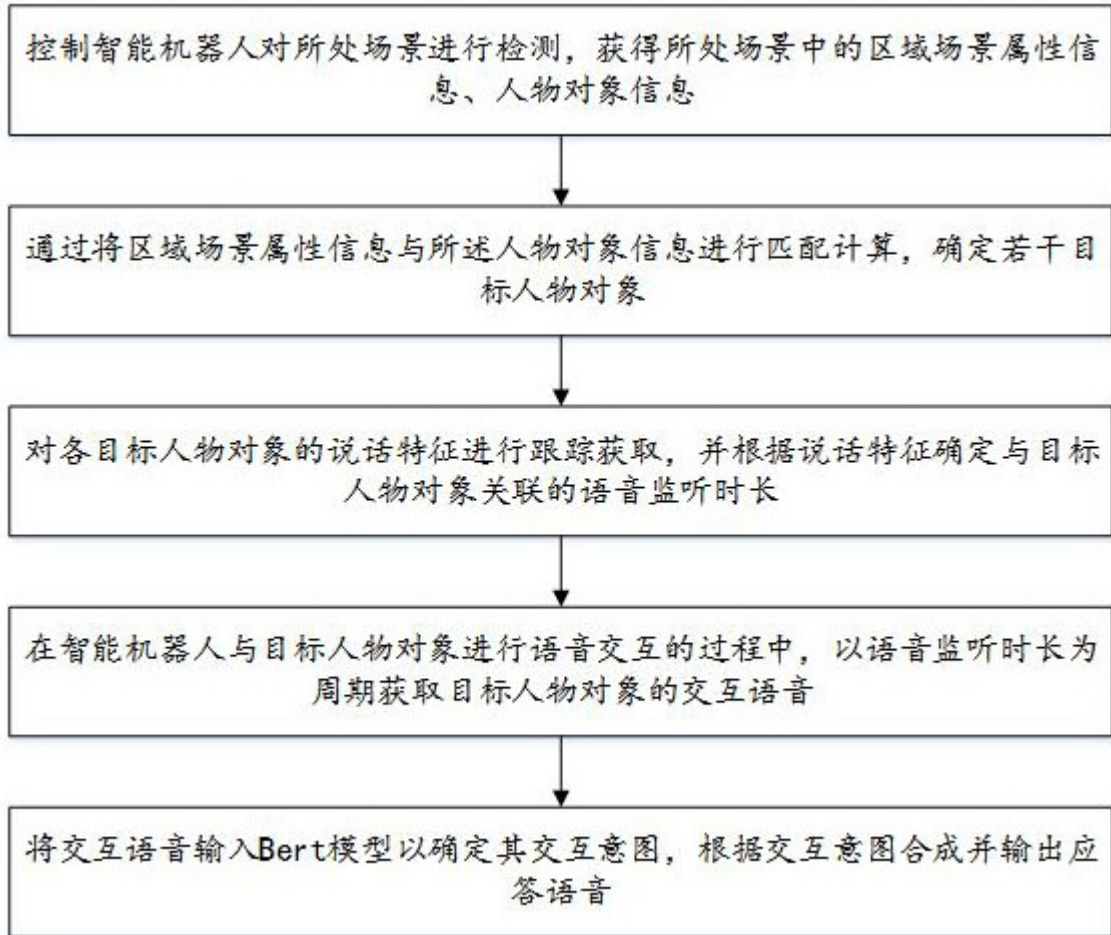 控制智能机器人对所处场景进行检测，获得所处场景中的区域场景属性信
息、人物对象信息
通过将区域场景属性信息与所述人物对象信息进行匹配计算，确定若干目
标人物对象
对各目标人物对象的说话特征进行跟踪获取，并根据说话特征确定与目标
人物对象关联的语音监听时长
在智能机器人与目标人物对象进行语音交互的过程中，以语音监听时长为
周期获取目标人物对象的交互语音
将交互语音输入Bert模型以确定其交互意图，根据交互意图合成并输出应
答语音